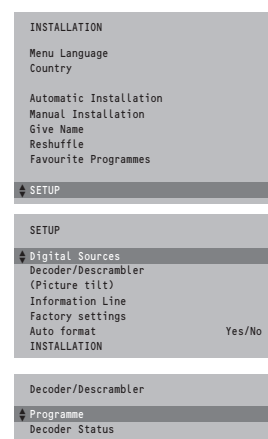 INSTALLATION
Menu Language
Country
Automatic Installation
Manual Installation
Give Name
Reshuffle
Favourite Programmes
SETUP
SETUP
Digital Sources
Decoder/Descrambler
(Picture tilt)
Information Line
Factory settings
Auto format Yes/No
INSTALLATION
Decoder/Descrambler
Programme
Decoder Status